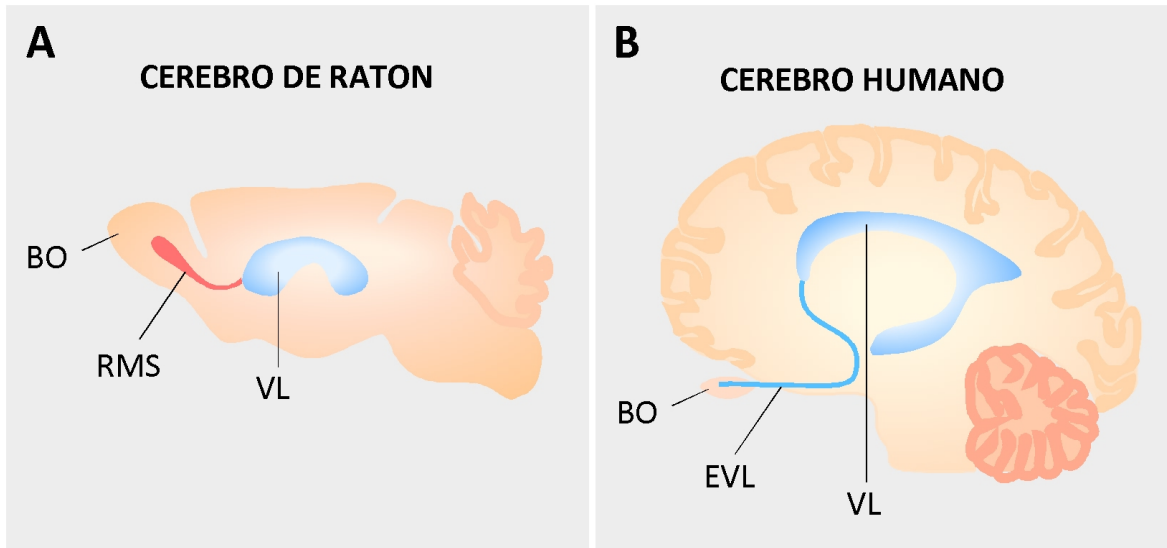 A
CEREBRO DE RATON
BO
RMS
VL
B
CEREBRO HUMANO
BO
EVL
VL